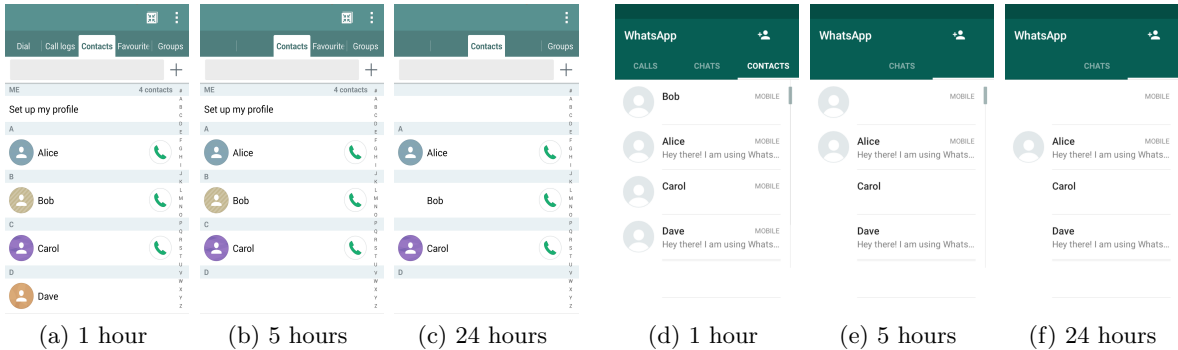 Dial Call logs Contacts Favourite Groups
+
ME 4 contacts
Set up my profile
A
Alice
B
Bob
C
Carol
D
Dave
#
A
B
C
D
E
F
G
H
I
J
K
L
M
N
O
P
Q
R
S
T
U
V
W
X
Y
Z
(a) 1 hour
Contacts Favourite Groups
+
ME 4 contacts
Set up my profile
A
Alice
B
Bob
C
Carol
D
#
A
B
C
D
E
F
G
H
I
J
K
L
M
N
O
P
Q
R
S
T
U
V
W
X
Y
Z
(b) 5 hours
Contacts Groups
+
A
Alice
Bob
C
Carol
D
#
A
B
C
D
E
F
G
H
I
J
K
L
M
N
O
P
Q
R
S
T
U
V
W
X
Y
Z
(c) 24 hours
WhatsApp
CALLS CHATS CONTACTS
Bob MOBILE
Alice MOBILE
Hey there! I am using Whats...
Carol MOBILE
Dave MOBILE
Hey there! I am using Whats...
(d) 1 hour
WhatsApp
CHATS
MOBILE
Alice MOBILE
Hey there! I am using Whats...
Carol
Dave
Hey there! I am using Whats...
(e) 5 hours
WhatsApp
CHATS
MOBILE
Alice MOBILE
Hey there! I am using Whats...
Carol
Dave
Hey there! I am using Whats...
(f) 24 hours